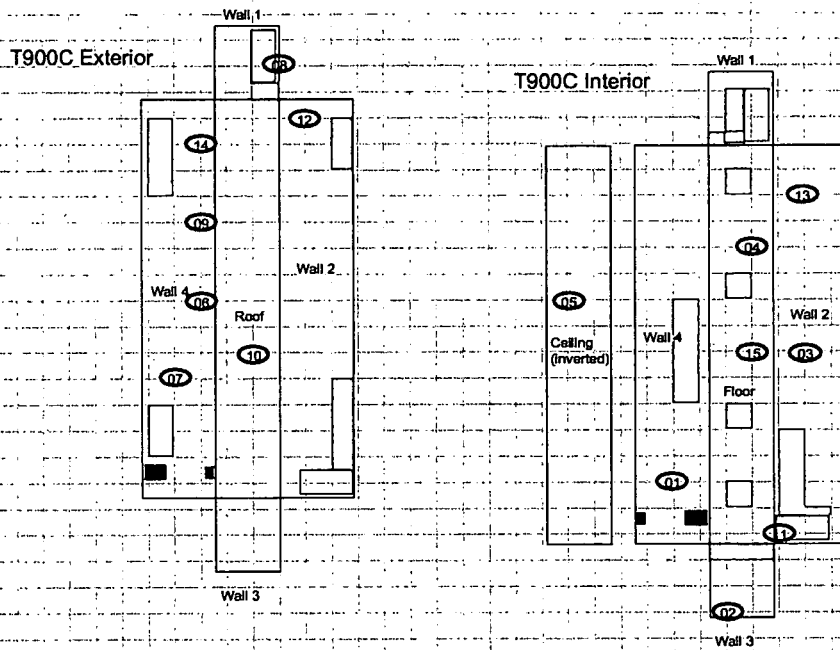 Wall 1
T900C Exterior
08
12
14
09
Wall 2
Wall 4
06
Roof
10
07
Wall 3
T900C Interior
Wall 1
13
04
05
Wall 2
Wall 4
Ceiling
(inverted)
15
03
Floor
01
11
02
Wall 3